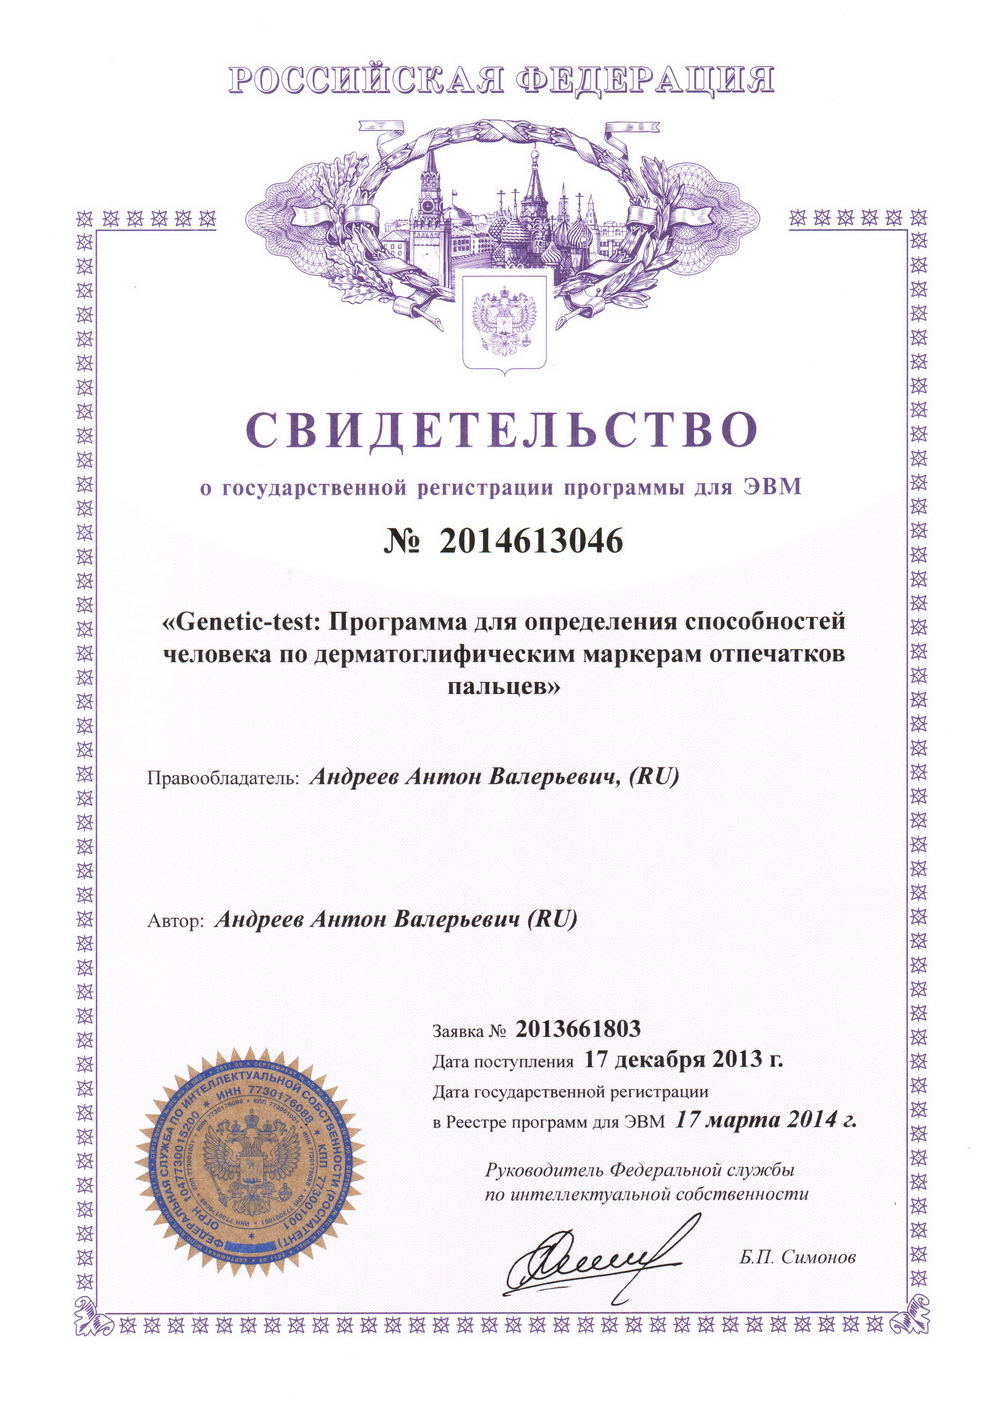 РОССИЙСКАЯ ФЕДЕРАЦИЯ
СВИДЕТЕЛЬСТВО
о государственной регистрации программы для ЭВМ
№ 2014613046
«Genetic-test: Программа для определения способностей
человека по дерматоглифическим маркерам отпечатков
пальцев»
Правообладатель: Андреев Антон Валерьевич, (RU)
Автор: Андреев Антон Валерьевич (RU)
Заявка № 2013661803
Дата поступления 17 декабря 2013 г.
Дата государственной регистрации
в Реестре программ для ЭВМ 17 марта 2014 г.
Руководитель Федеральной службы
по интеллектуальной собственности
Б.П. Симонов
ФЕДЕРАЛЬНАЯ СЛУЖБА ПО ИНТЕЛЛЕКТУАЛЬНОЙ СОБСТВЕННОСТИ (РОСПАТЕНТ)
ОГРН 1047730015200 * ИНН 7730176088 * КПП 773001001